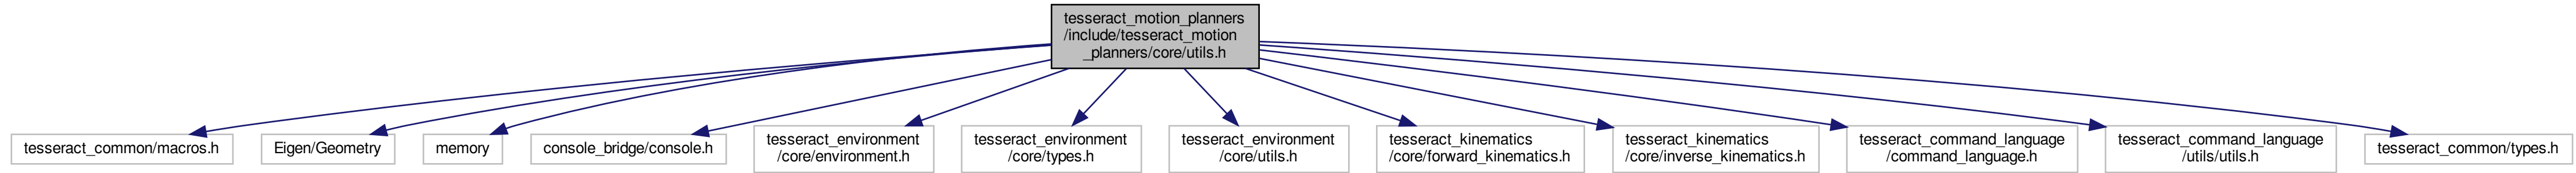 tesseract_motion_planners
/include/tesseract_motion
_planners/core/utils.h
tesseract_common/macros.h
Eigen/Geometry
memory
console_bridge/console.h
tesseract_environment
/core/environment.h
tesseract_environment
/core/types.h
tesseract_environment
/core/utils.h
tesseract_kinematics
/core/forward_kinematics.h
tesseract_kinematics
/core/inverse_kinematics.h
tesseract_command_language
/command_language.h
tesseract_command_language
/utils/utils.h
tesseract_common/types.h